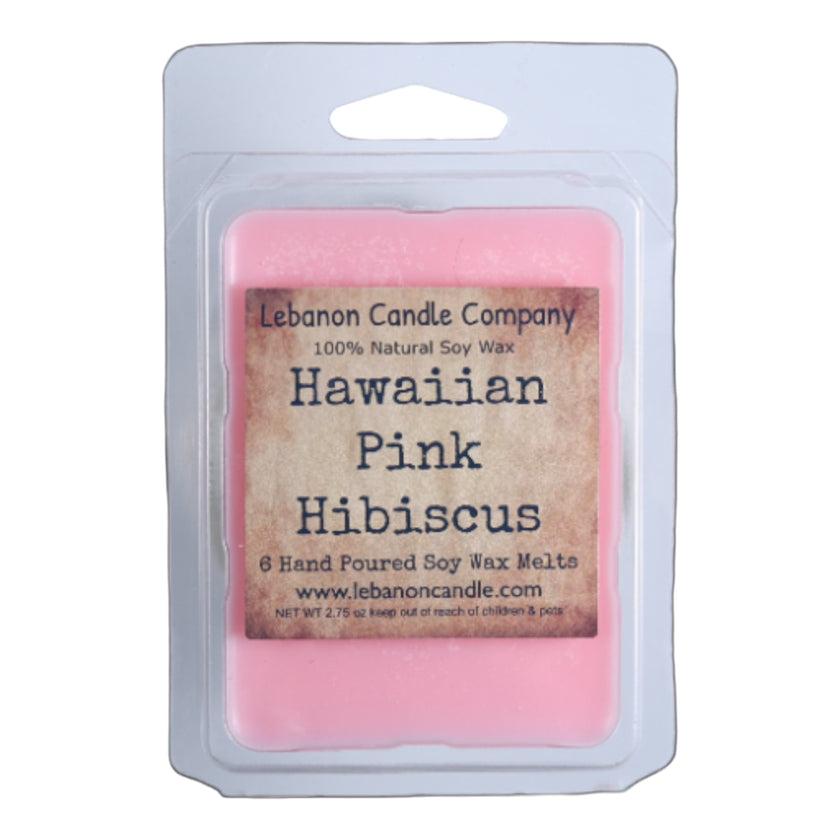 Lebanon Candle Company
100% Natural Soy Wax
Hawaiian
Pink
Hibiscus
6 Hand Poured Soy Wax Melts
www.lebanoncandle.com
NET WT 2.75 oz keep out of reach of children & pets